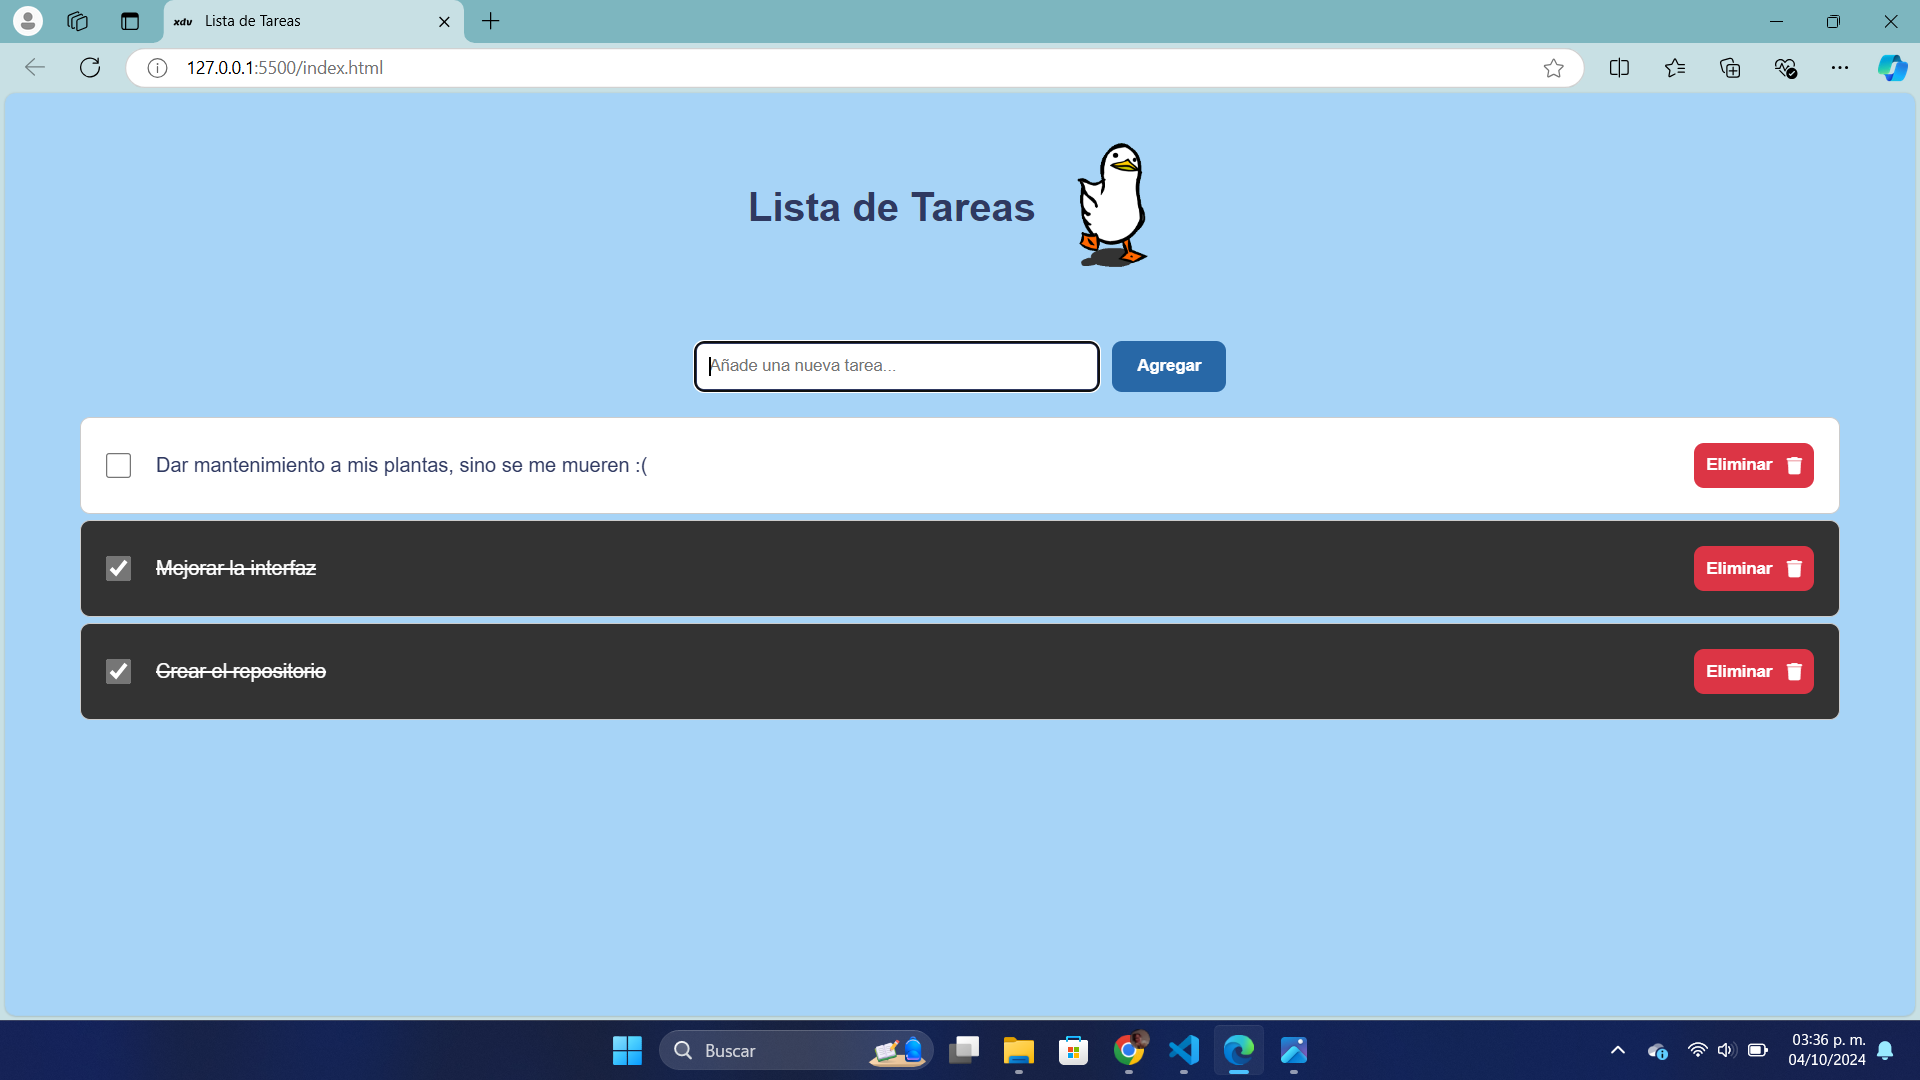 xdv Lista de Tareas
127.0.0.1:5500/index.html
Lista de Tareas
Añade una nueva tarea...
Agregar
Dar mantenimiento a mis plantas, sino se me mueren :(
Eliminar
Mejorar la interfaz
Eliminar
Crear el repositorio
Eliminar
Buscar
03:36 p. m.
04/10/2024